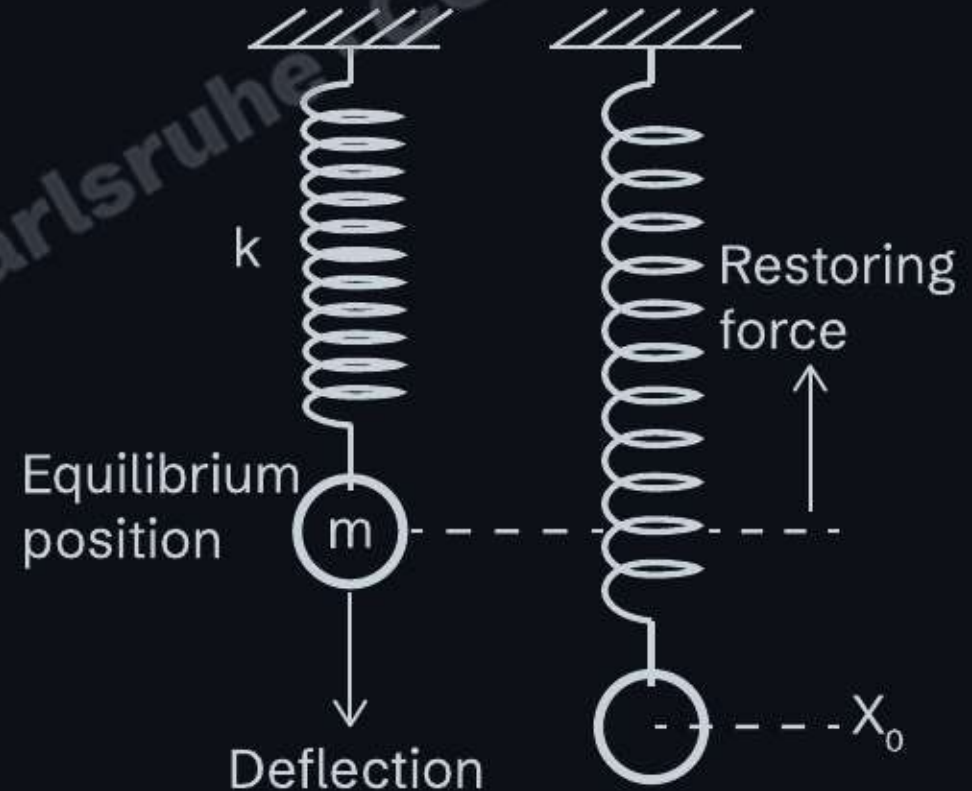 k
Restoring
force
Equilibrium
position
m
X₀
Deflection